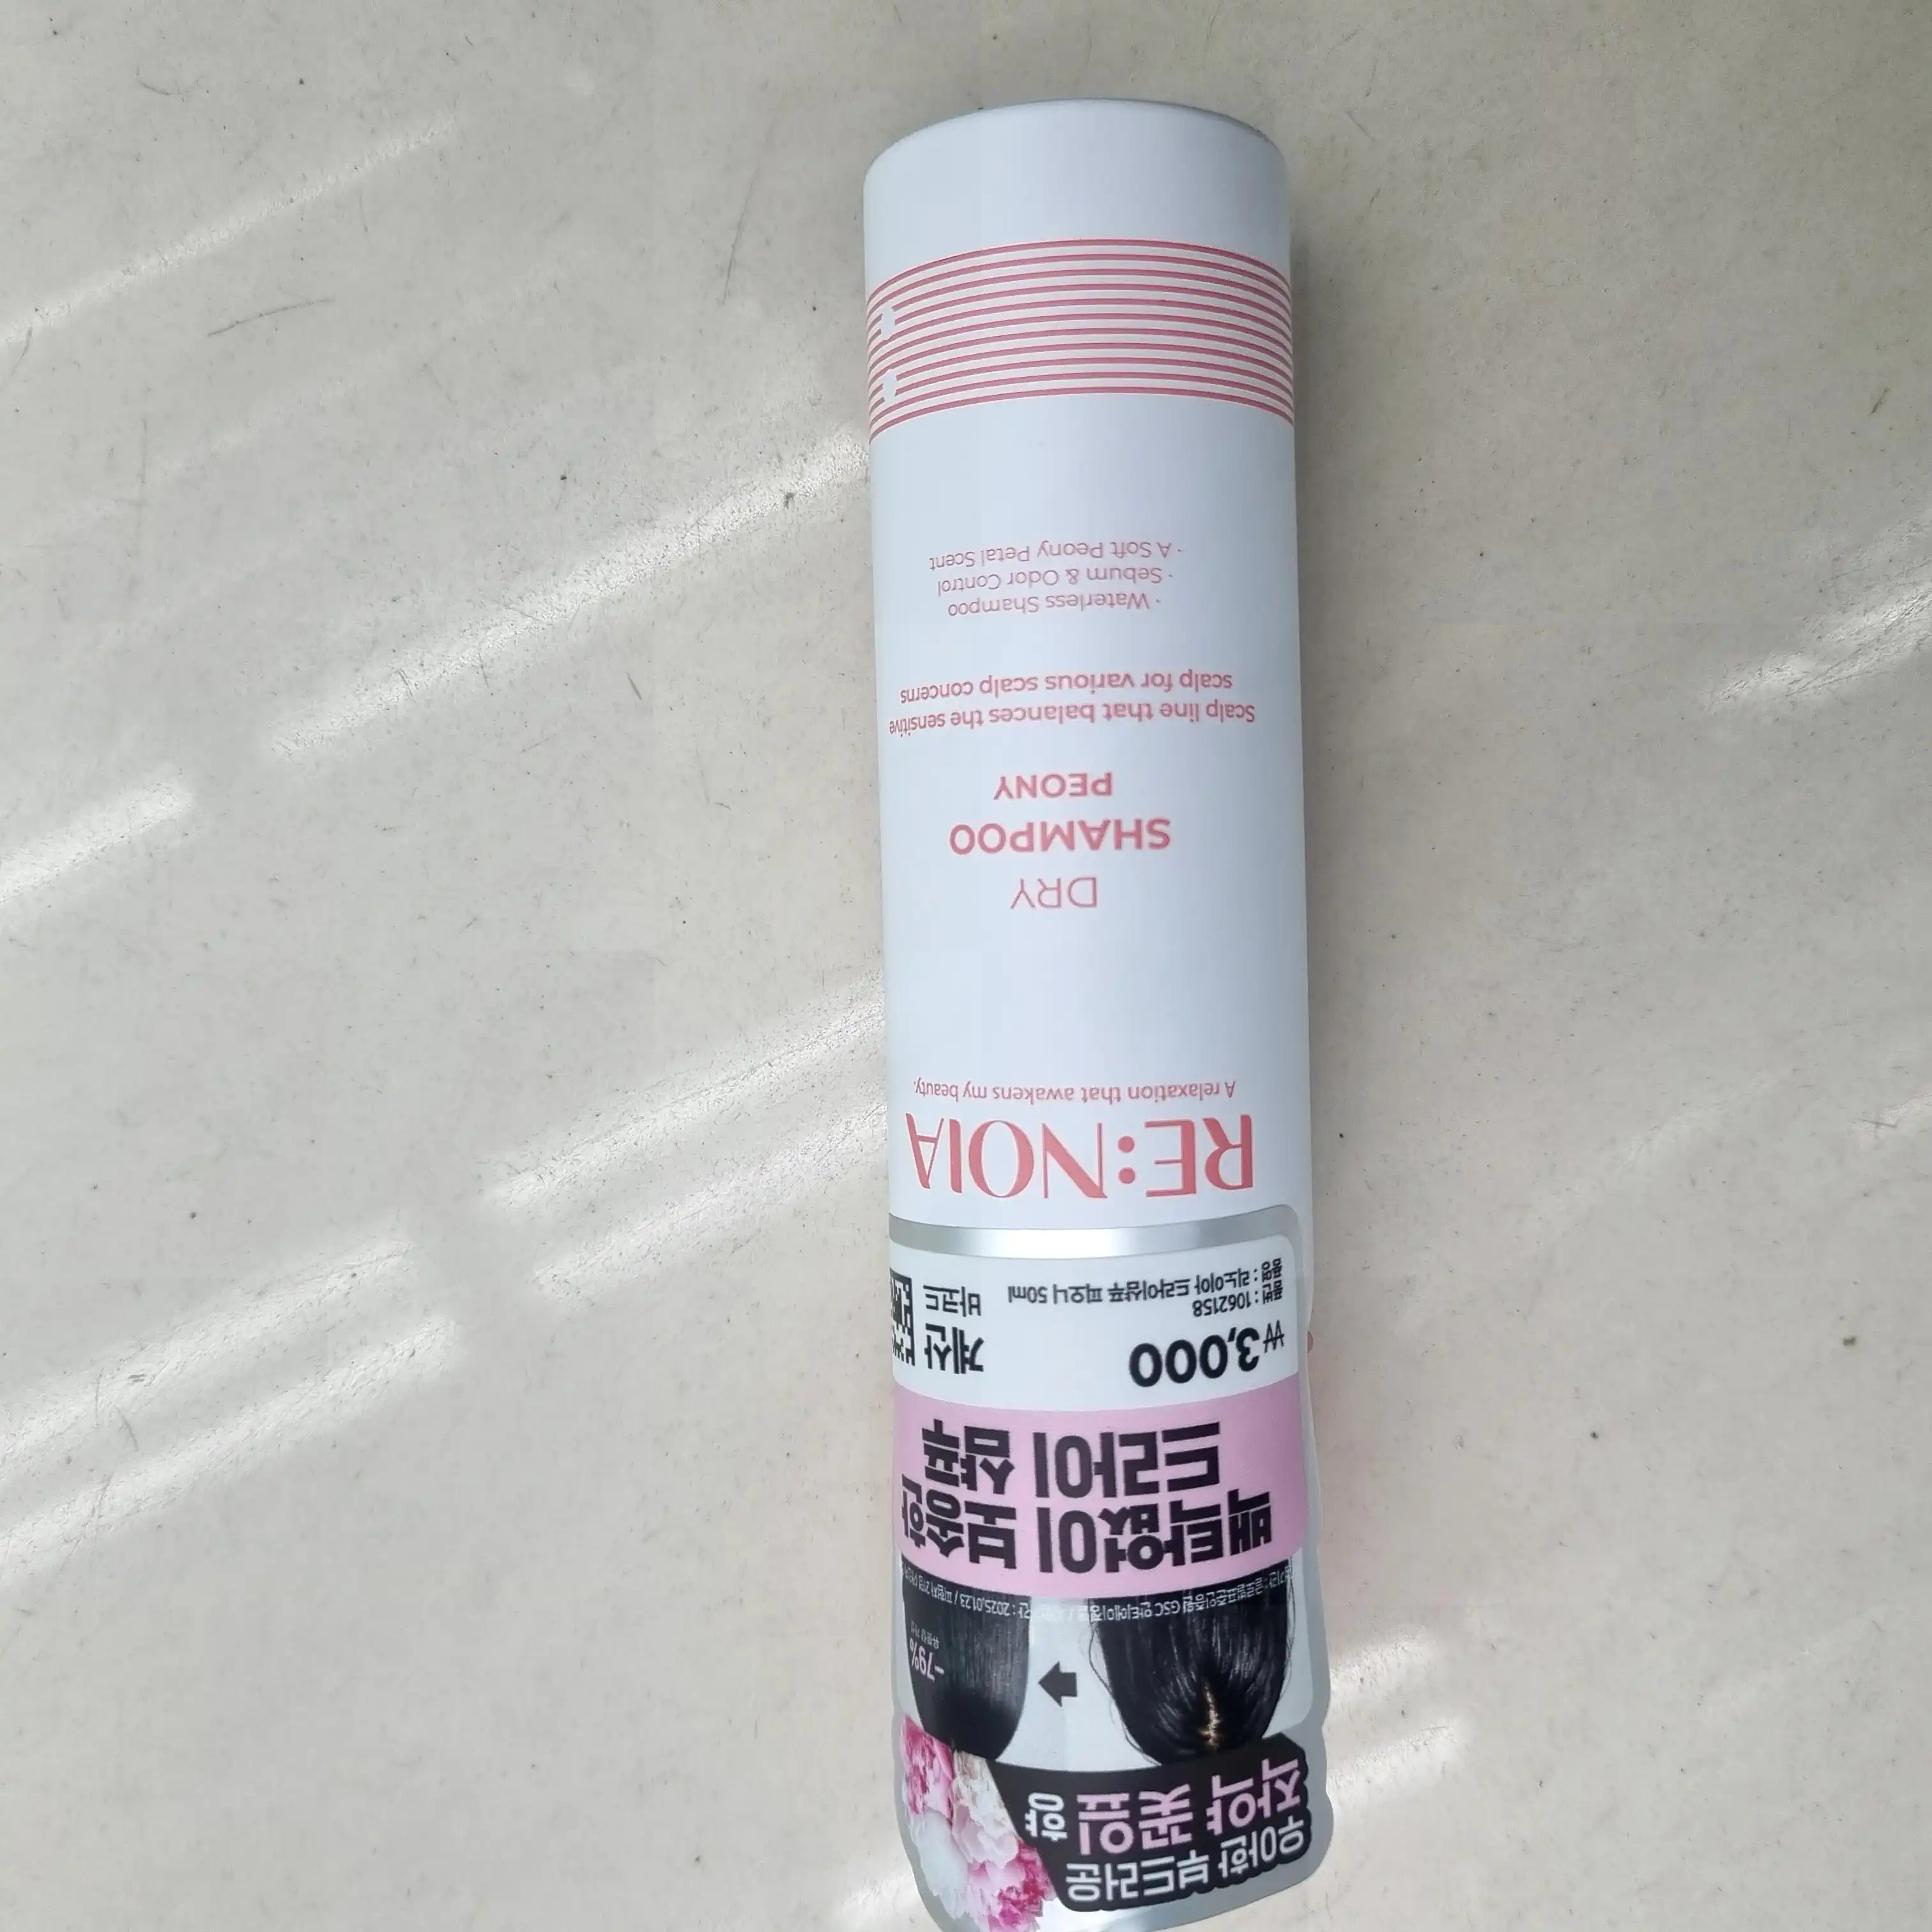 우아한 부드러운
작약 꽃잎 향
-79%
백탁없이 보송한
드라이 샴푸
₩3,000
계산
바코드
품번 : 1062158
품명 : 리노이아 드라이샴푸 피오니 50ml
RE:NOIA
A relaxation that awakens my beauty.
DRY
SHAMPOO
PEONY
Scalp line that balances the sensitive
scalp for various scalp concerns
· Waterless Shampoo
· Sebum & Odor Control
· A Soft Peony Petal Scent